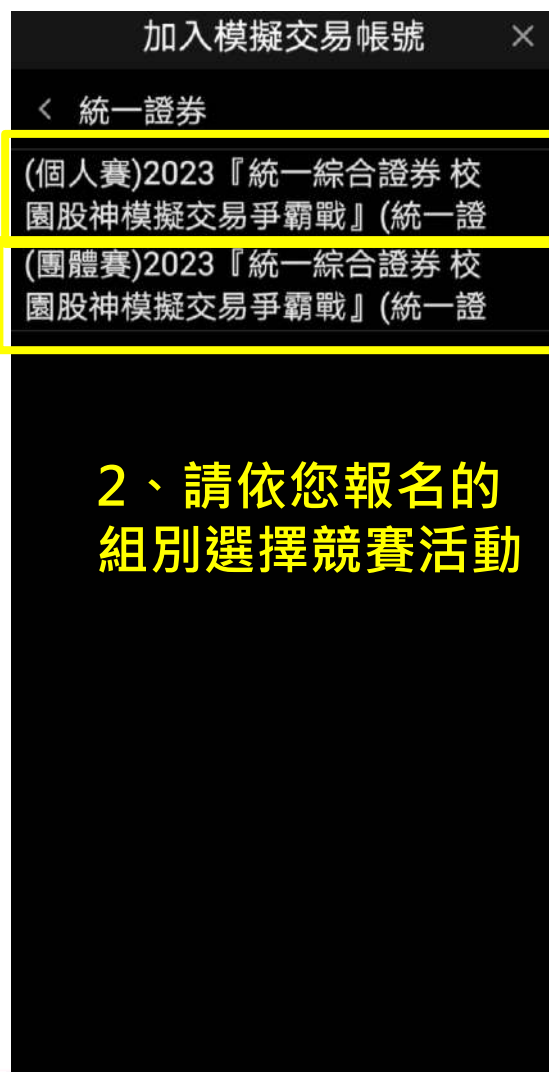 加入模擬交易帳號 ×
< 統一證券
(個人賽)2023『統一綜合證券 校
園股神模擬交易爭霸戰』(統一證
(團體賽)2023『統一綜合證券 校
園股神模擬交易爭霸戰』(統一證
2、請依您報名的
組別選擇競賽活動